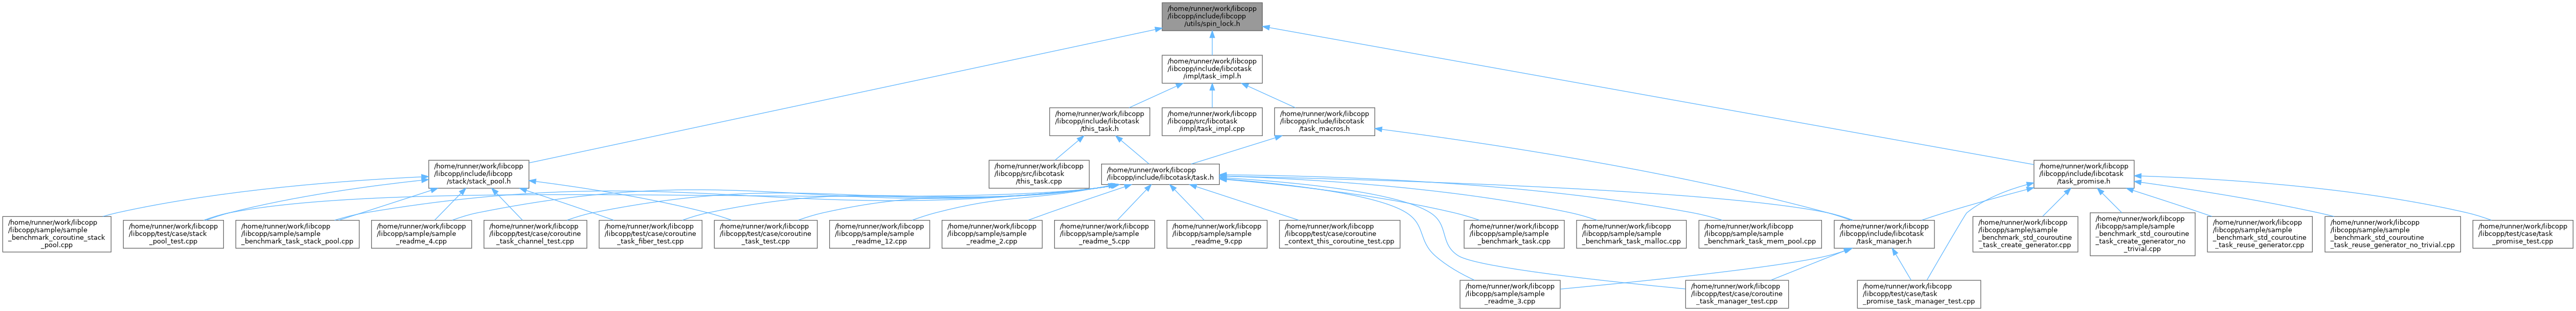 /home/runner/work/libcopp
/libcopp/include/libcopp
/utils/spin_lock.h
/home/runner/work/libcopp
/libcopp/include/libcotask
/impl/task_impl.h
/home/runner/work/libcopp
/libcopp/include/libcotask
/this_task.h
/home/runner/work/libcopp
/libcopp/src/libcotask
/impl/task_impl.cpp
/home/runner/work/libcopp
/libcopp/include/libcotask
/task_macros.h
/home/runner/work/libcopp
/libcopp/include/libcopp
/stack/stack_pool.h
/home/runner/work/libcopp
/libcopp/src/libcotask
/this_task.cpp
/home/runner/work/libcopp
/libcopp/include/libcotask/task.h
/home/runner/work/libcopp
/libcopp/include/libcotask
/task_promise.h
/home/runner/work/libcopp
/libcopp/sample/sample
_benchmark_coroutine_stack
_pool.cpp
/home/runner/work/libcopp
/libcopp/test/case/stack
_pool_test.cpp
/home/runner/work/libcopp
/libcopp/sample/sample
_benchmark_task_stack_pool.cpp
/home/runner/work/libcopp
/libcopp/sample/sample
_readme_4.cpp
/home/runner/work/libcopp
/libcopp/test/case/coroutine
_task_channel_test.cpp
/home/runner/work/libcopp
/libcopp/test/case/coroutine
_task_fiber_test.cpp
/home/runner/work/libcopp
/libcopp/test/case/coroutine
_task_test.cpp
/home/runner/work/libcopp
/libcopp/sample/sample
_readme_12.cpp
/home/runner/work/libcopp
/libcopp/sample/sample
_readme_2.cpp
/home/runner/work/libcopp
/libcopp/sample/sample
_readme_5.cpp
/home/runner/work/libcopp
/libcopp/sample/sample
_readme_9.cpp
/home/runner/work/libcopp
/libcopp/test/case/coroutine
_context_this_coroutine_test.cpp
/home/runner/work/libcopp
/libcopp/sample/sample
_benchmark_task.cpp
/home/runner/work/libcopp
/libcopp/sample/sample
_benchmark_task_malloc.cpp
/home/runner/work/libcopp
/libcopp/sample/sample
_benchmark_task_mem_pool.cpp
/home/runner/work/libcopp
/libcopp/include/libcotask
/task_manager.h
/home/runner/work/libcopp
/libcopp/sample/sample
_benchmark_std_couroutine
_task_create_generator.cpp
/home/runner/work/libcopp
/libcopp/sample/sample
_benchmark_std_couroutine
_task_create_generator_no
_trivial.cpp
/home/runner/work/libcopp
/libcopp/sample/sample
_benchmark_std_couroutine
_task_reuse_generator.cpp
/home/runner/work/libcopp
/libcopp/sample/sample
_benchmark_std_couroutine
_task_reuse_generator_no_trivial.cpp
/home/runner/work/libcopp
/libcopp/test/case/task
_promise_test.cpp
/home/runner/work/libcopp
/libcopp/sample/sample
_readme_3.cpp
/home/runner/work/libcopp
/libcopp/test/case/coroutine
_task_manager_test.cpp
/home/runner/work/libcopp
/libcopp/test/case/task
_promise_task_manager_test.cpp